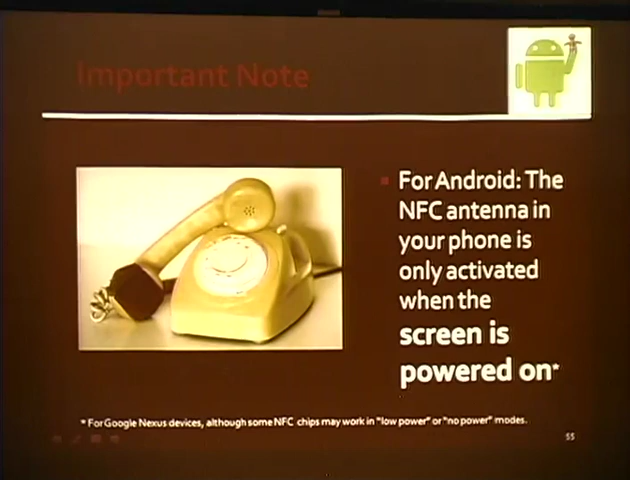 Important Note
For Android: The
NFC antenna in
your phone is
only activated
when the
screen is
powered on*
* For Google Nexus devices, although some NFC chips may work in "low power" or "no power" modes.
55